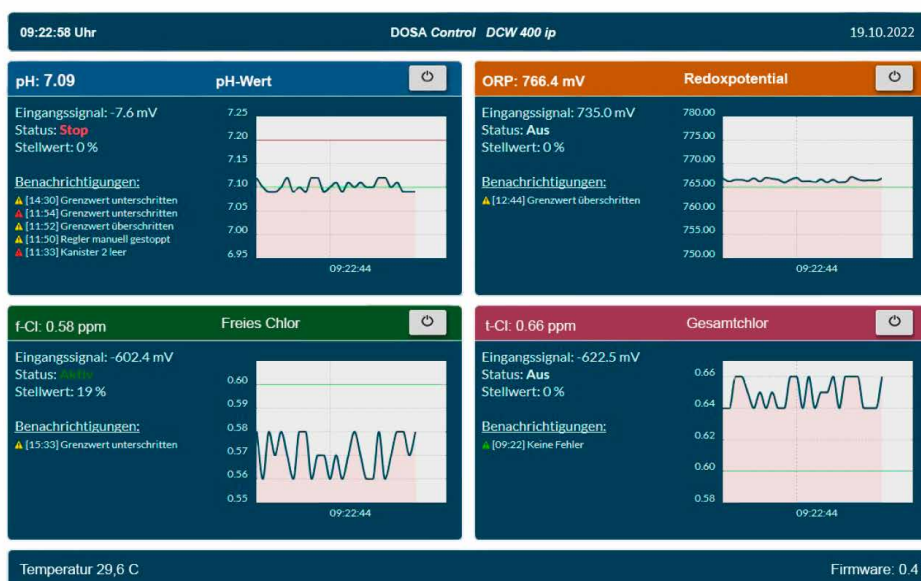 09:22:58 Uhr DOSA Control DCW 400 ip 19.10.2022
pH: 7.09 pH-Wert
Eingangssignal: -7.6 mV
Status: Stop
Stellwert: 0 %
Benachrichtigungen:
[14:30] Grenzwert unterschritten
[11:54] Grenzwert unterschritten
[11:52] Grenzwert überschritten
[11:50] Regler manuell gestoppt
[11:33] Kanister 2 leer
7.25
7.20
7.15
7.10
7.05
7.00
6.95
09:22:44
ORP: 766.4 mV Redoxpotential
Eingangssignal: 735.0 mV
Status: Aus
Stellwert: 0 %
Benachrichtigungen:
[12:44] Grenzwert überschritten
780.00
775.00
770.00
765.00
760.00
755.00
750.00
09:22:44
f-Cl: 0.58 ppm Freies Chlor
Eingangssignal: -602.4 mV
Status: Aktiv
Stellwert: 19 %
Benachrichtigungen:
[15:33] Grenzwert unterschritten
0.60
0.59
0.58
0.57
0.56
0.55
09:22:44
t-Cl: 0.66 ppm Gesamtchlor
Eingangssignal: -622.5 mV
Status: Aus
Stellwert: 0 %
Benachrichtigungen:
[09:22] Keine Fehler
0.66
0.64
0.62
0.60
0.58
09:22:44
Temperatur 29,6 C Firmware: 0.4